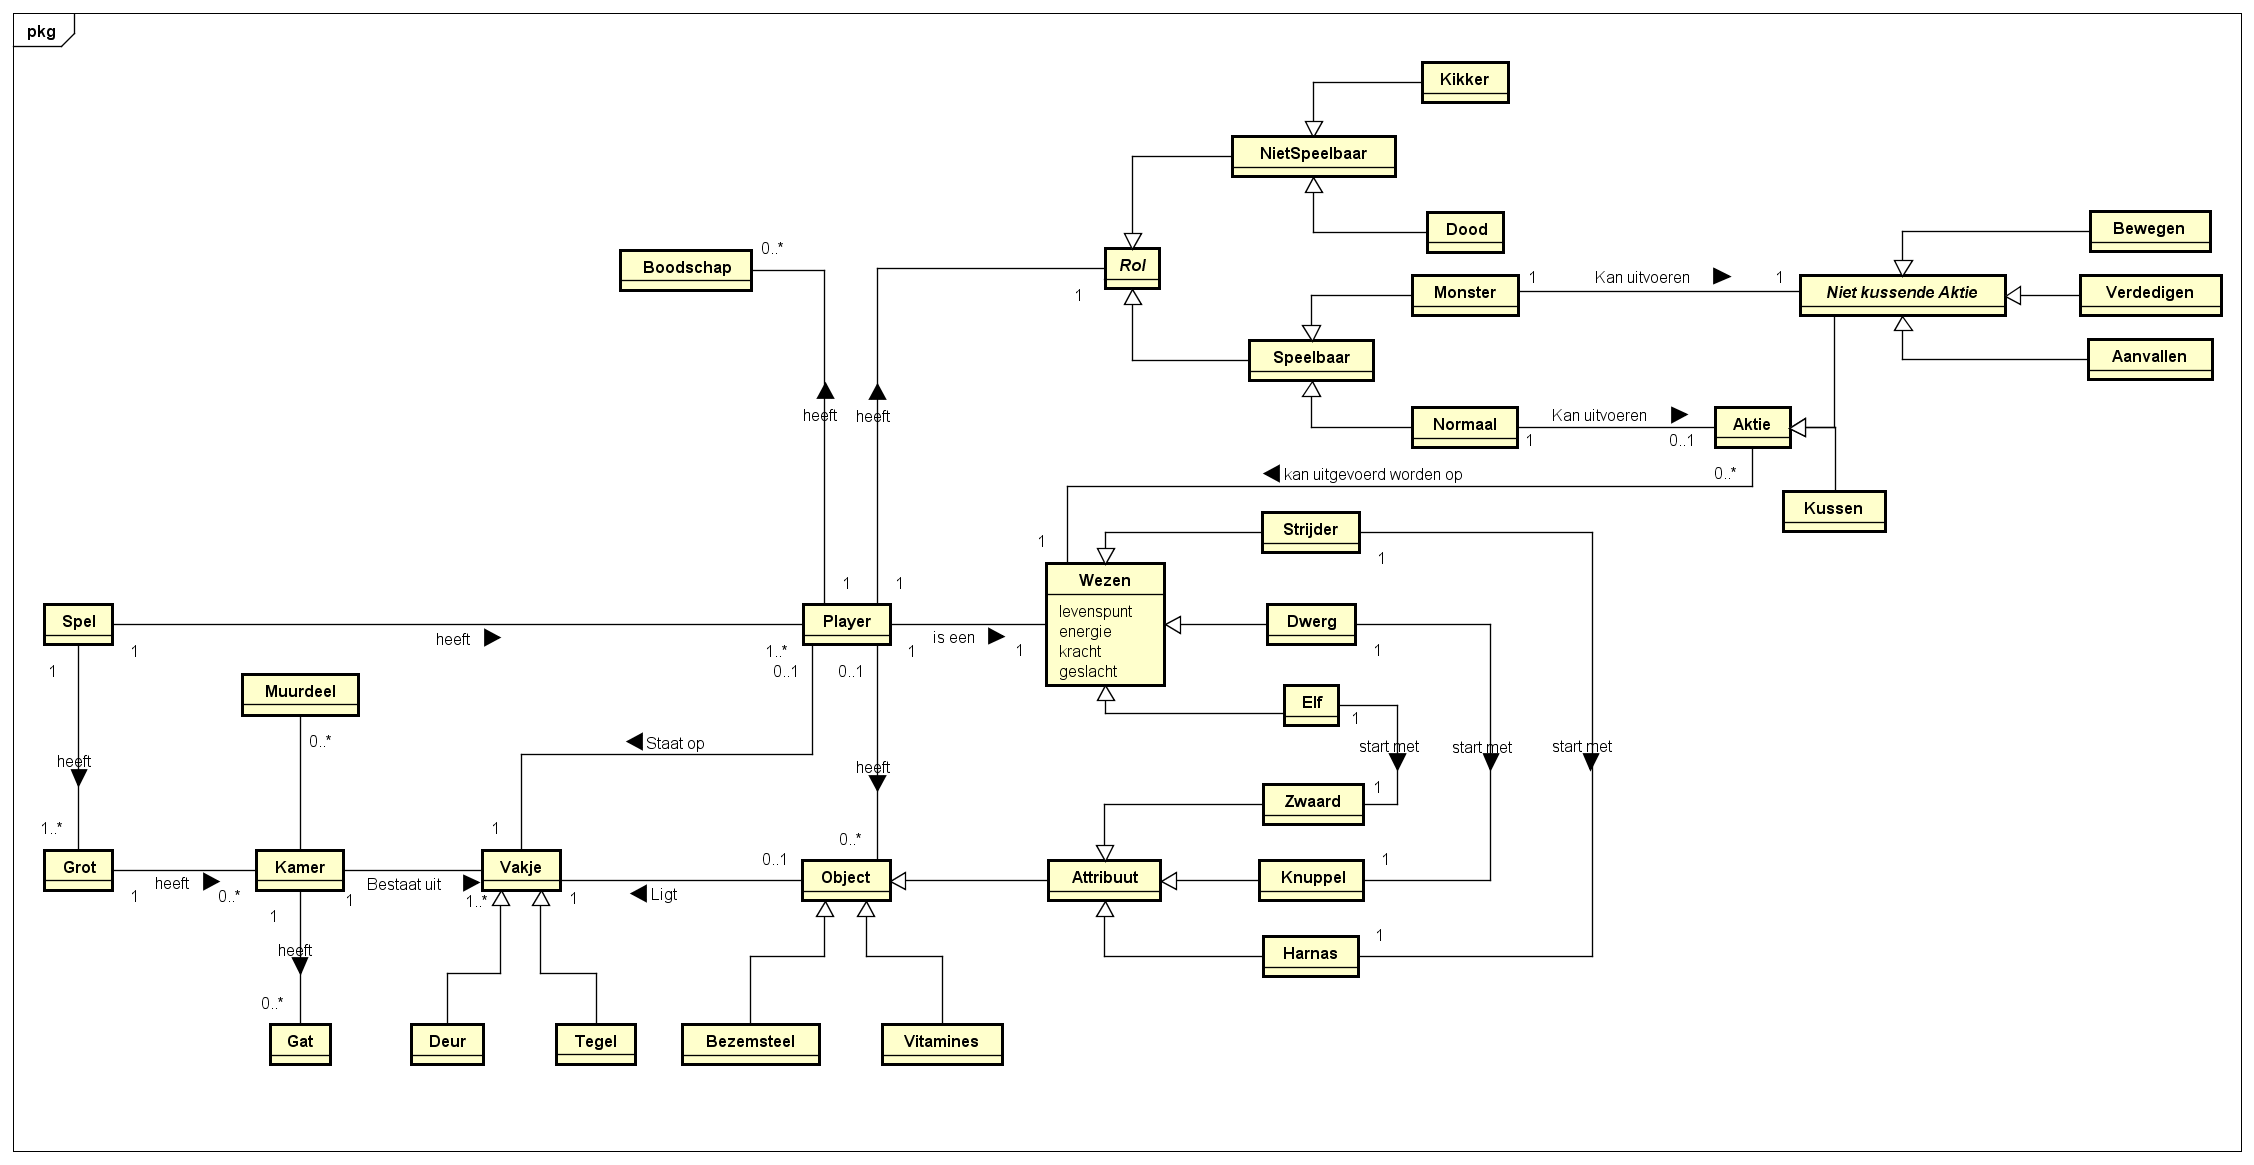 pkg
Kikker
NietSpeelbaar
Dood
Bewegen
0..*
Boodschap
Rol
1
Monster
1
Kan uitvoeren
1
Niet kussende Aktie
Verdedigen
Speelbaar
Aanvallen
heeft
heeft
Normaal
Kan uitvoeren
1
0..1
Aktie
kan uitgevoerd worden op
0..*
Kussen
Strijder
1
1
Wezen
levenspunt
energie
kracht
geslacht
1
1
Spel
1
heeft
Player
1..*
0..1
0..1
1
is een
1
Dwerg
1
1
Muurdeel
0..*
Elf
1
Staat op
start met
start met
start met
heeft
heeft
Zwaard
1
1..*
1
0..*
0..1
1
Grot
1
heeft
0..*
Kamer
1
1
Bestaat uit
1..*
Vakje
1
Ligt
Object
Attribuut
Knuppel
Harnas
1
heeft
0..*
Gat
Deur
Tegel
Bezemsteel
Vitamines